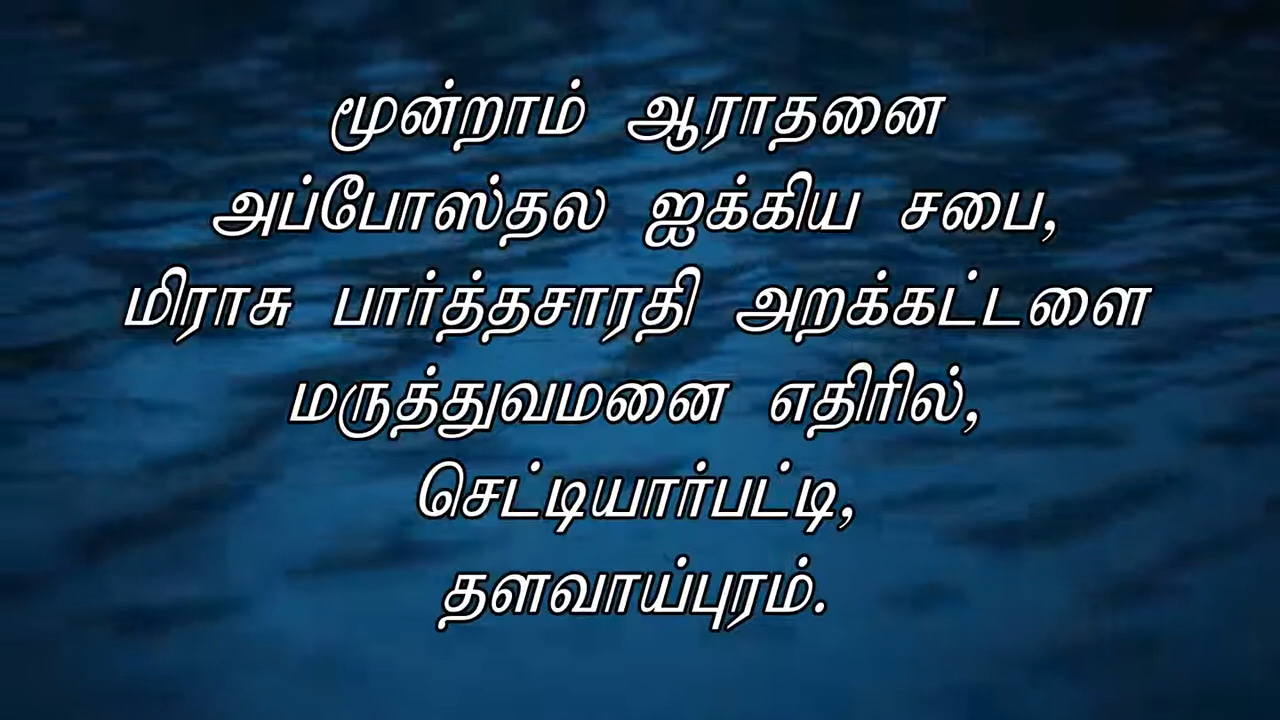 மூன்றாம் ஆராதனை
அப்போஸ்தல ஐக்கிய சபை,
மிராசு பார்த்தசாரதி அறக்கட்டளை
மருத்துவமனை எதிரில்,
செட்டியார்பட்டி,
தளவாய்புரம்.